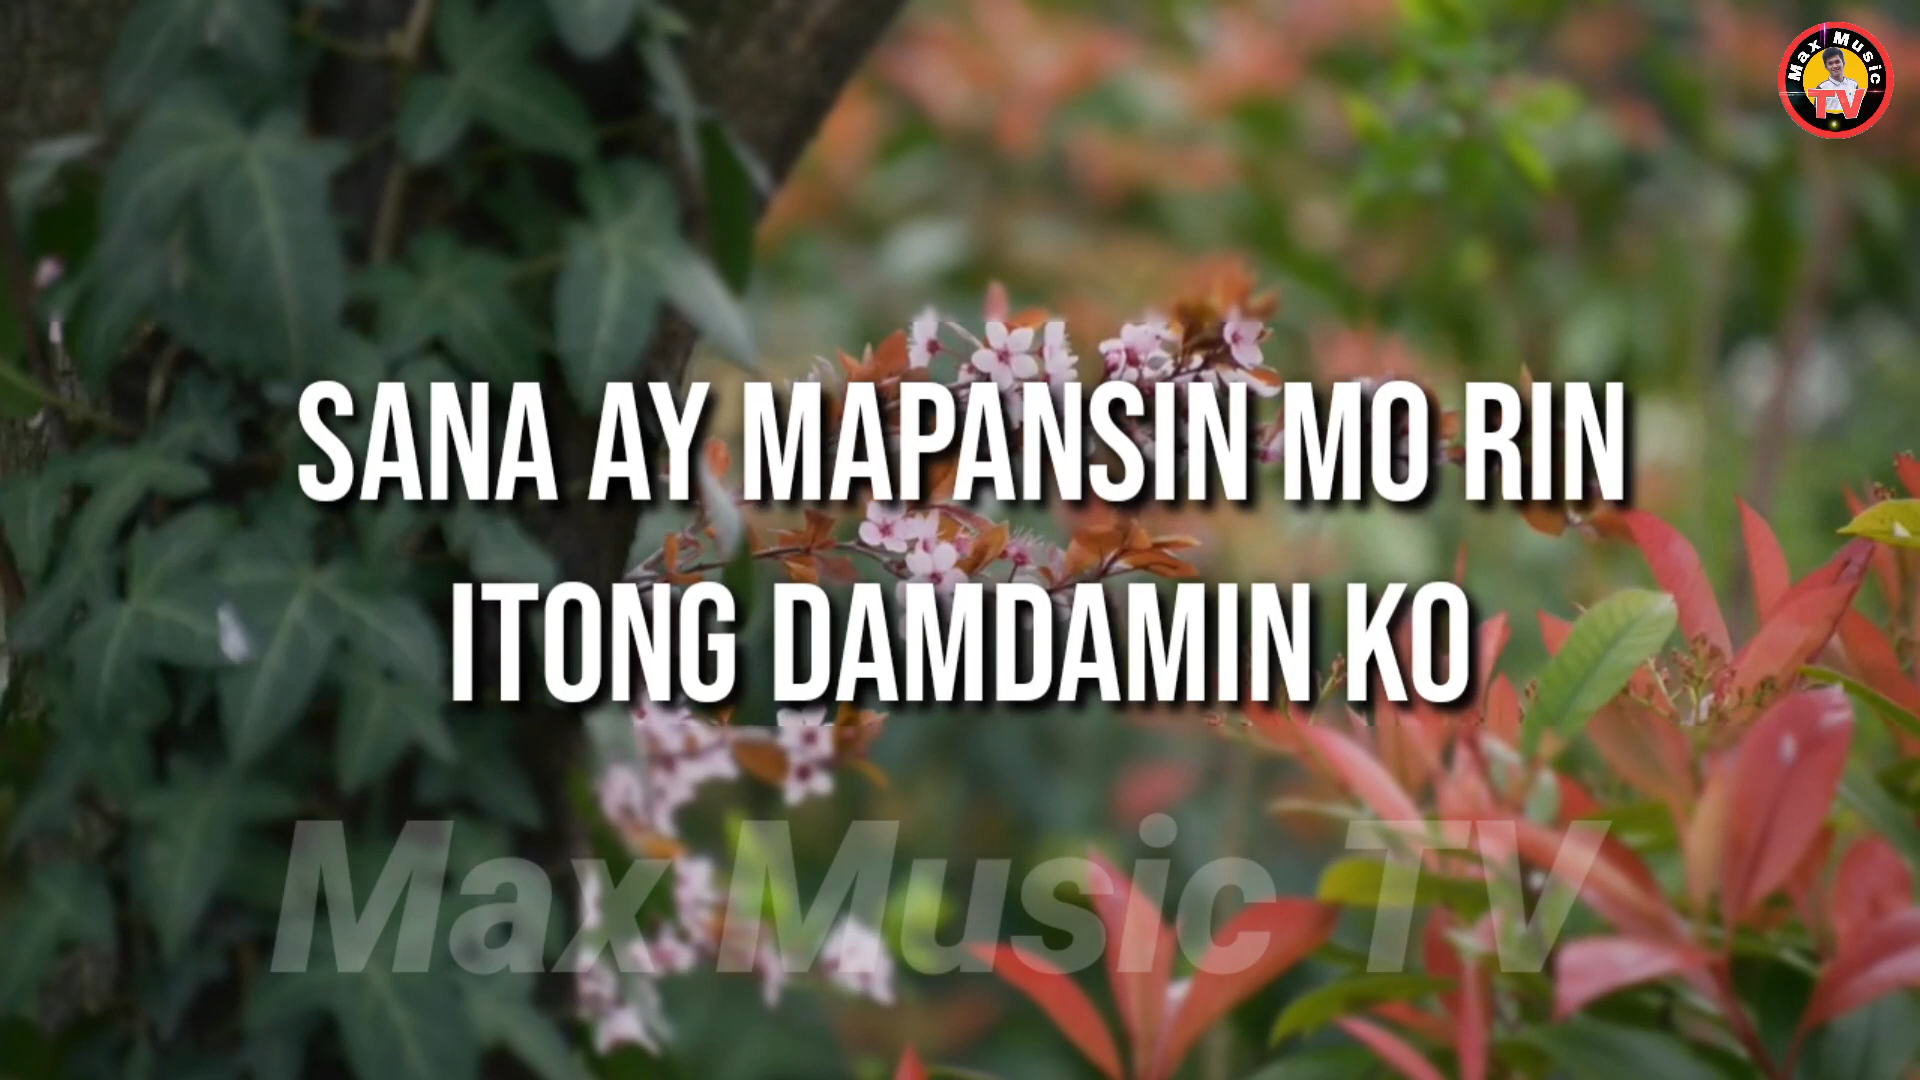 Max Music
TV
SANA AY MAPANSIN MO RIN
ITONG DAMDAMIN KO
Max Music TV